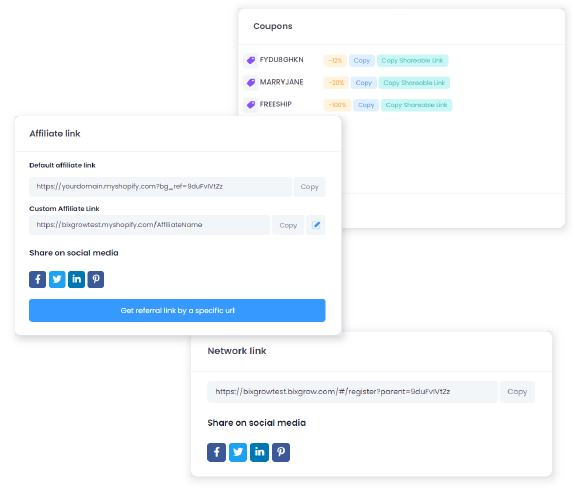 Coupons
FYDU8GHKN -12% Copy Copy Shareable Link
MARRYJANE -20% Copy Copy Shareable Link
FREESHIP -100% Copy Copy Shareable Link
Affiliate link
Default affiliate link
https://yourdomain.myshopify.com?bg_ref=9duFvIVtZz Copy
Custom Affiliate Link
https://bixgrowtest.myshopify.com/AffiliateName Copy
Share on social media
Get referral link by a specific url
Network link
https://bixgrowtest.bixgrow.com/#/register?parent=9duFvIVtZz Copy
Share on social media